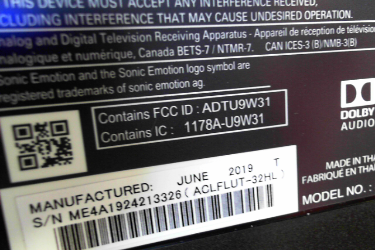 THIS DEVICE MUST ACCEPT ANY INTERFERENCE RECEIVED,
INCLUDING INTERFERENCE THAT MAY CAUSE UNDESIRED OPERATION.
Analog and Digital Television Receiving Apparatus - Appareil de réception de télévision
analogique et numérique, Canada BETS-7 / NTMR-7. CAN ICES-3 (B)/NMB-3(B)
Sonic Emotion and the Sonic Emotion logo symbol are
registered trademarks of sonic emotion ag.
Contains FCC ID : ADTU9W31
Contains IC : 1178A-U9W31
DOLBY
AUDIO
MADE IN
FABRIQUÉ EN
MODEL NO. :
MANUFACTURED: JUNE 2019 T
S/N ME4A1924213326 ( ACLFLUT-32HL )